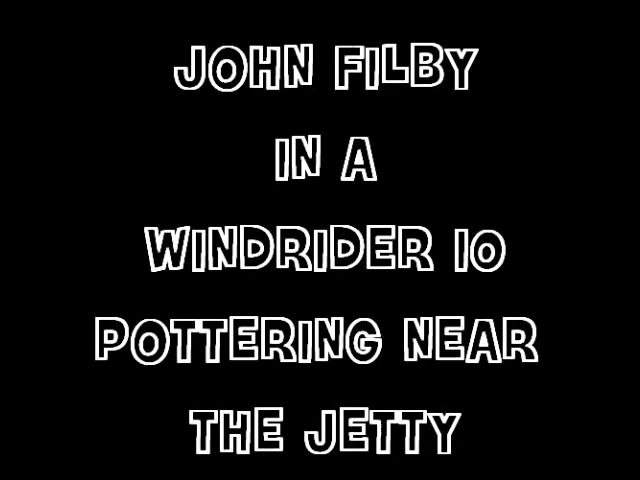 JOHN FILBY
IN A
WINDRIDER 10
POTTERING NEAR
THE JETTY